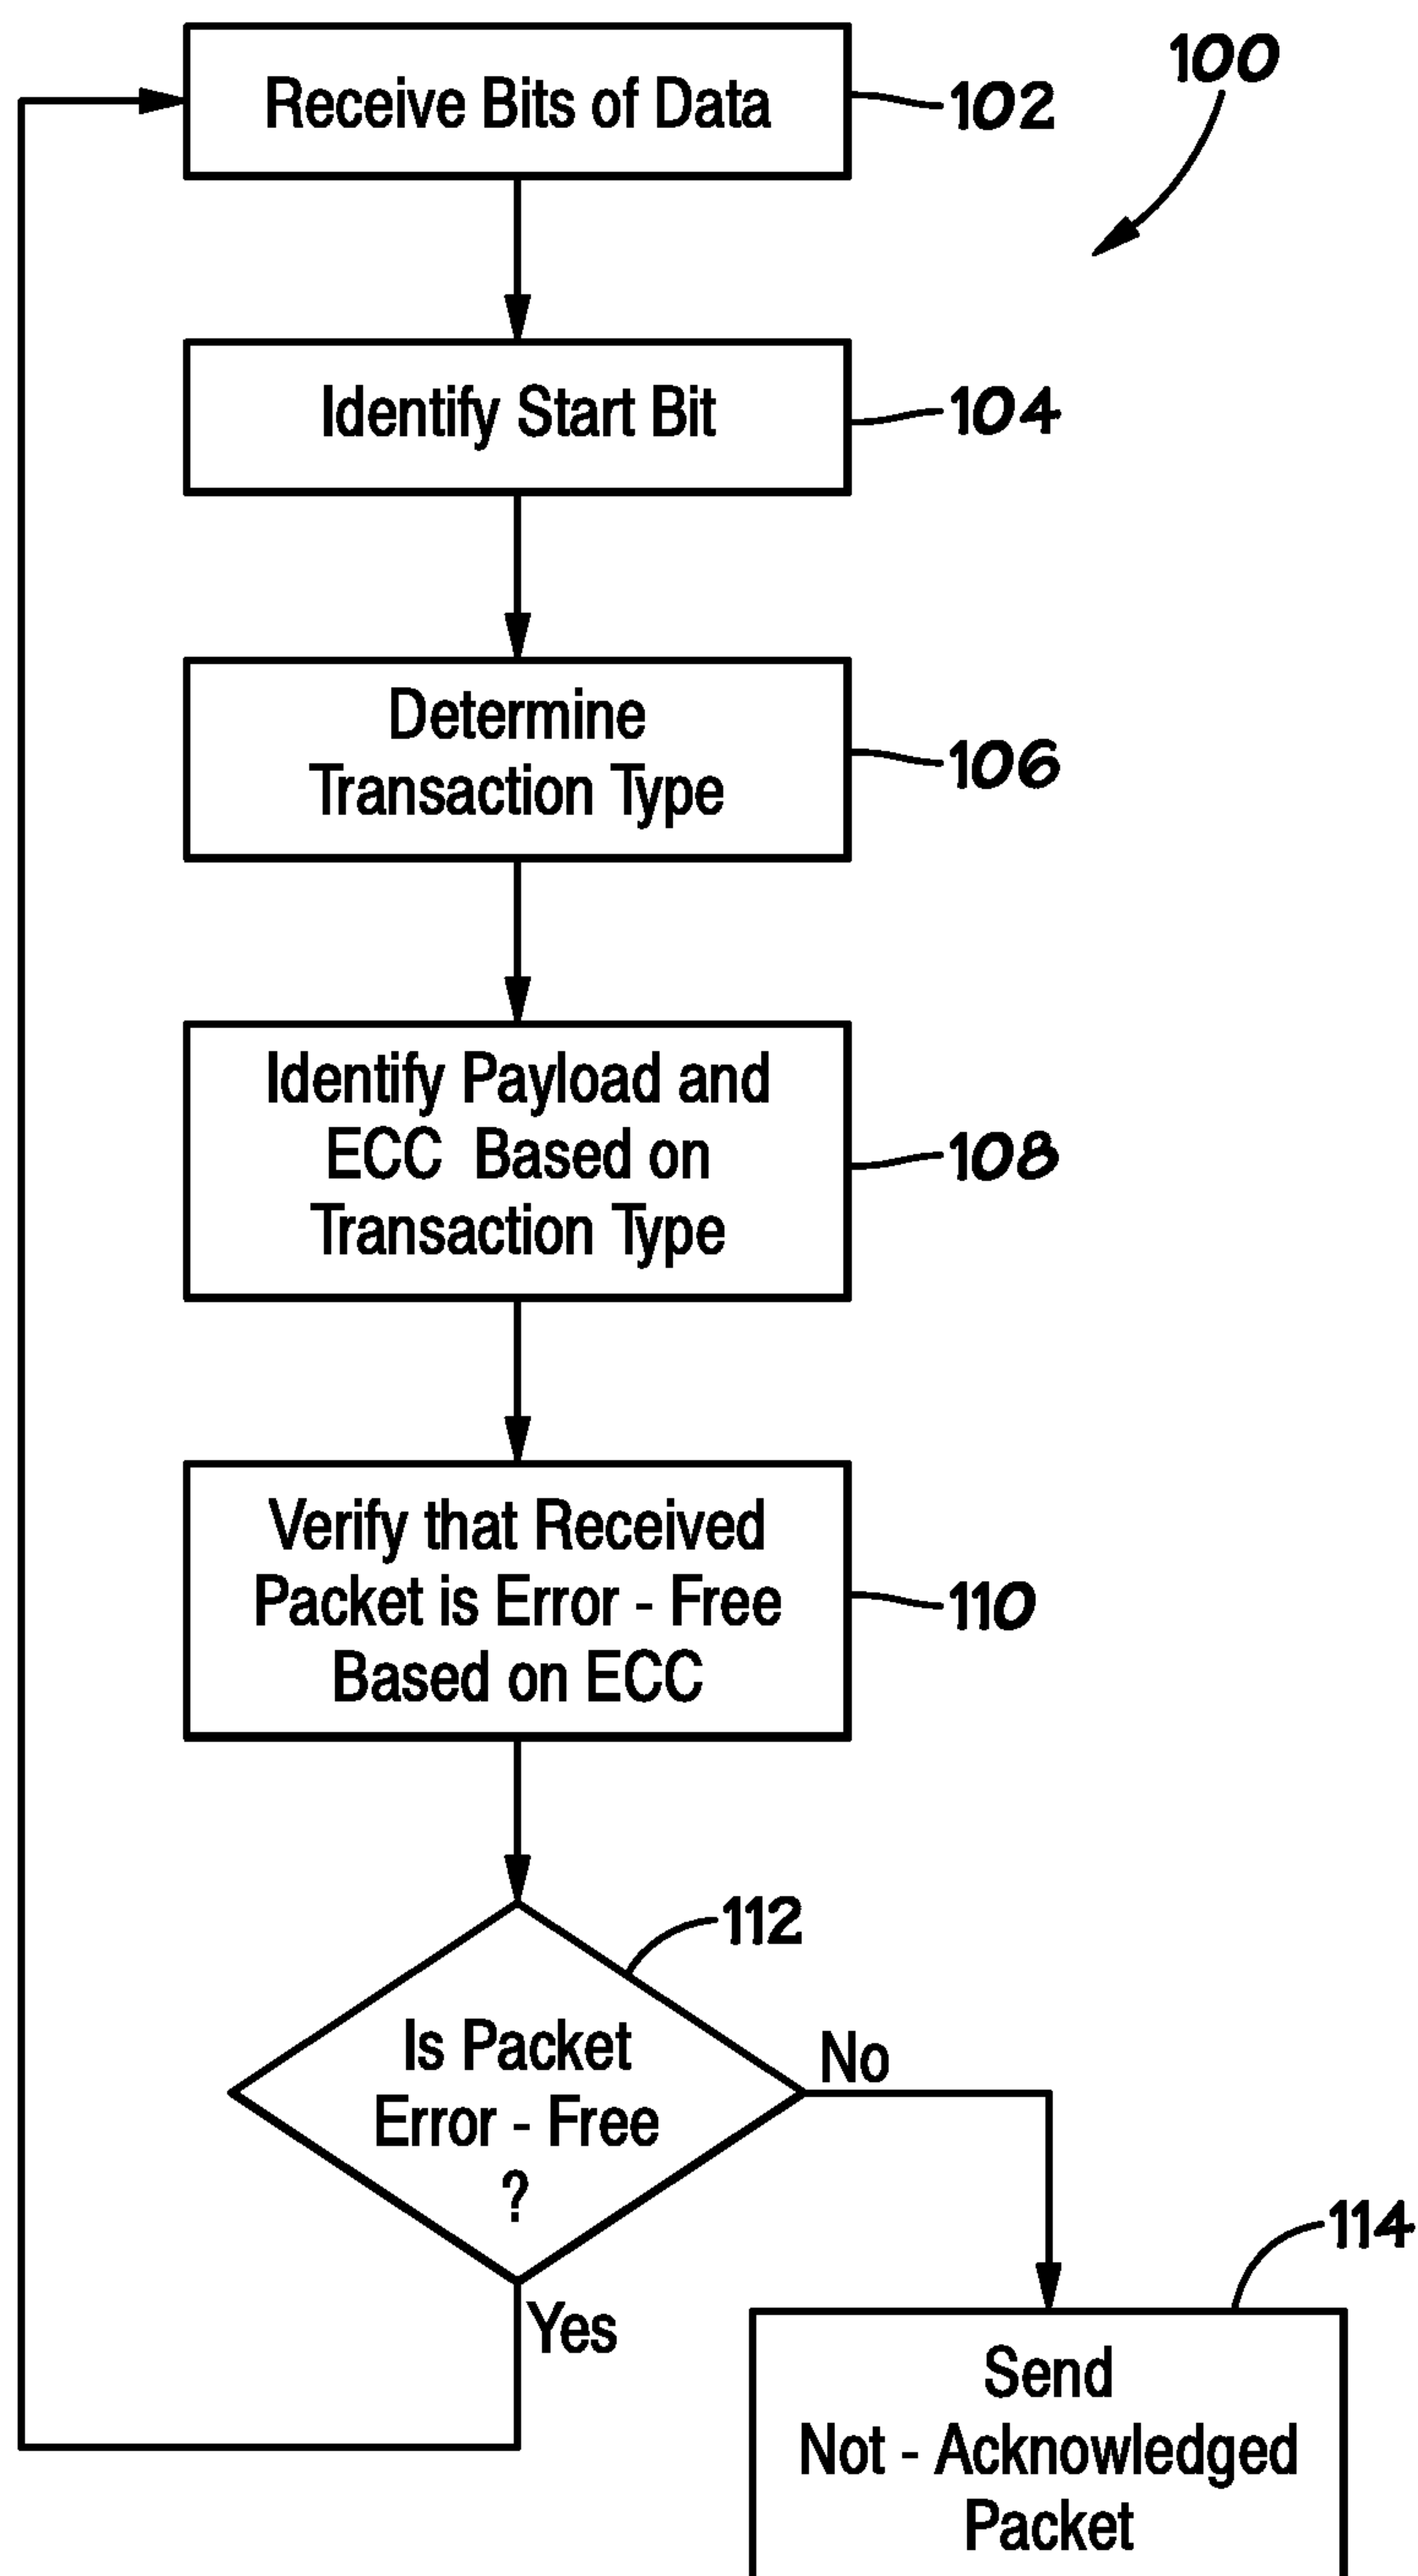 100
Receive Bits of Data
102
Identify Start Bit
104
Determine
Transaction Type
106
Identify Payload and
ECC Based on
Transaction Type
108
Verify that Received
Packet is Error - Free
Based on ECC
110
112
Is Packet
Error - Free
?
No
Yes
114
Send
Not - Acknowledged
Packet